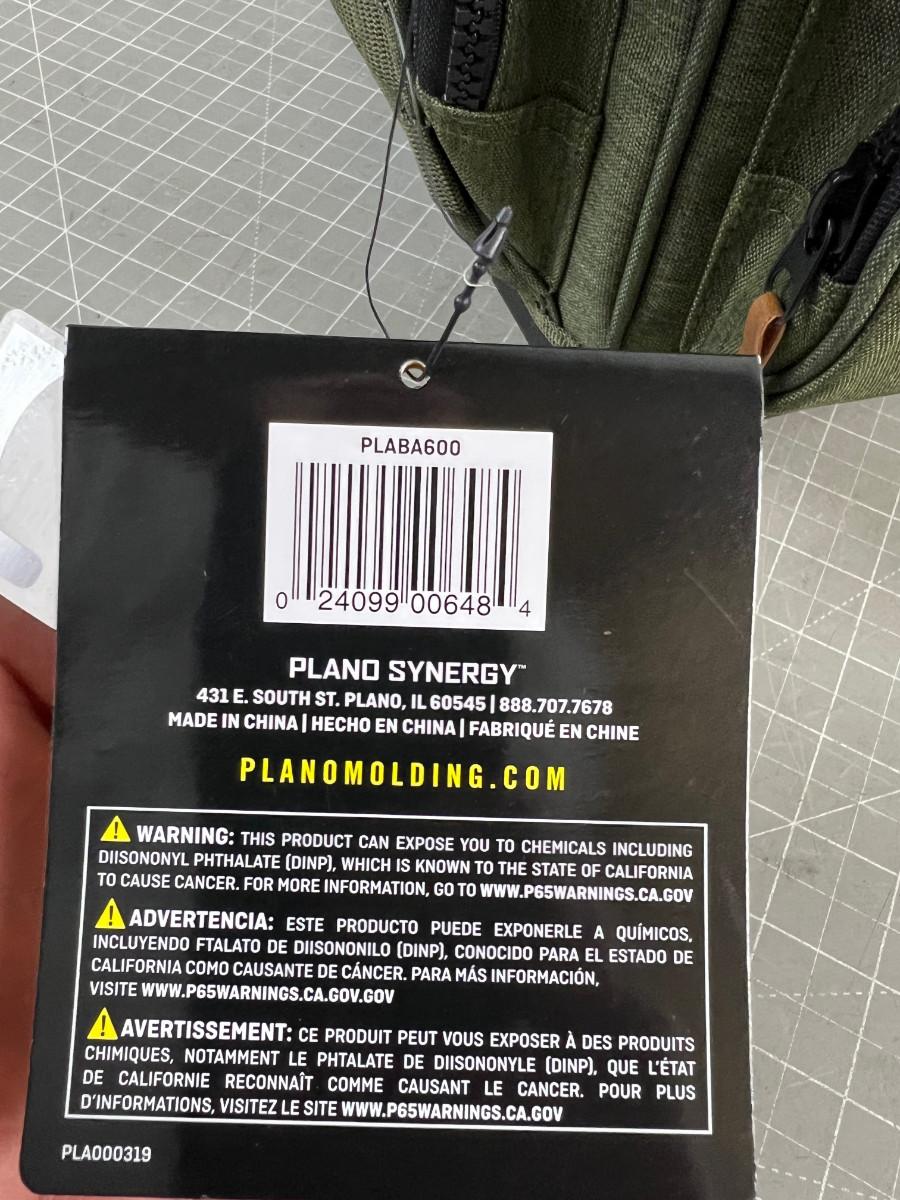 PLABA600
0 24099 00648 4
PLANO SYNERGY™
431 E. SOUTH ST. PLANO, IL 60545 | 888.707.7678
MADE IN CHINA | HECHO EN CHINA | FABRIQUÉ EN CHINE
PLANOMOLDING.COM
WARNING: THIS PRODUCT CAN EXPOSE YOU TO CHEMICALS INCLUDING
DIISONONYL PHTHALATE (DINP), WHICH IS KNOWN TO THE STATE OF CALIFORNIA
TO CAUSE CANCER. FOR MORE INFORMATION, GO TO WWW.P65WARNINGS.CA.GOV
ADVERTENCIA: ESTE PRODUCTO PUEDE EXPONERLE A QUÍMICOS,
INCLUYENDO FTALATO DE DIISONONILO (DINP), CONOCIDO PARA EL ESTADO DE
CALIFORNIA COMO CAUSANTE DE CÁNCER. PARA MÁS INFORMACIÓN,
VISITE WWW.P65WARNINGS.CA.GOV.GOV
AVERTISSEMENT: CE PRODUIT PEUT VOUS EXPOSER À DES PRODUITS
CHIMIQUES, NOTAMMENT LE PHTALATE DE DIISONONYLE (DINP), QUE L'ÉTAT
DE CALIFORNIE RECONNAÎT COMME CAUSANT LE CANCER. POUR PLUS
D'INFORMATIONS, VISITEZ LE SITE WWW.P65WARNINGS.CA.GOV
PLA000319